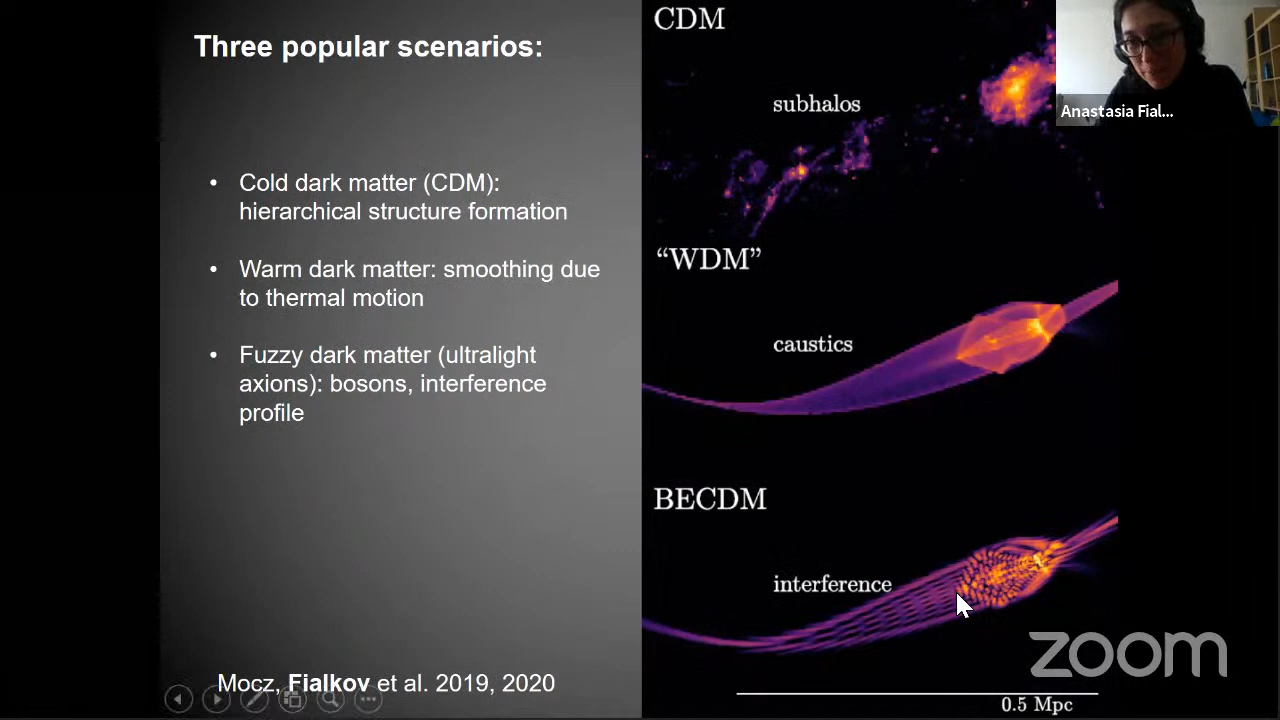 Three popular scenarios:
• Cold dark matter (CDM):
hierarchical structure formation
• Warm dark matter: smoothing due
to thermal motion
• Fuzzy dark matter (ultralight
axions): bosons, interference
profile
Mocz, Fialkov et al. 2019, 2020
CDM
subhalos
“WDM”
caustics
BECDM
interference
0.5 Mpc
Anastasia Fial...
zoom